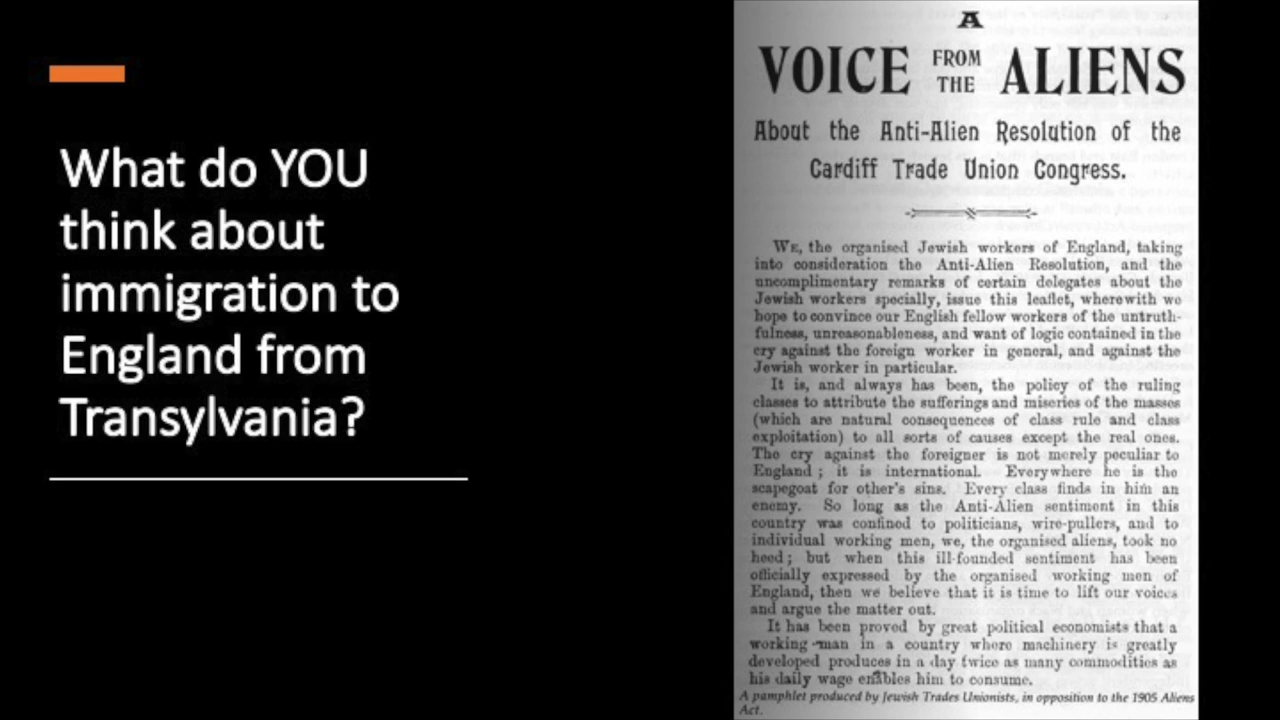 What do YOU
think about
immigration to
England from
Transylvania?
A
VOICE FROM THE ALIENS
About the Anti-Alien Resolution of the
Cardiff Trade Union Congress.
WE, the organised Jewish workers of England, taking
into consideration the Anti-Alien Resolution, and the
uncomplimentary remarks of certain delegates about the
Jewish workers specially, issue this leaflet, wherewith we
hope to convince our English fellow workers of the untruth-
fulness, unreasonableness, and want of logic contained in the
cry against the foreign worker in general, and against the
Jewish worker in particular.
It is, and always has been, the policy of the ruling
classes to attribute the sufferings and miseries of the masses
(which are natural consequences of class rule and class
exploitation) to all sorts of causes except the real ones.
The cry against the foreigner is not merely peculiar to
England; it is international. Everywhere he is the
scapegoat for other's sins. Every class finds in him an
enemy. So long as the Anti-Alien sentiment in this
country was confined to politicians, wire-pullers, and to
individual working men, we, the organised aliens, took no
heed; but when this ill-founded sentiment has been
officially expressed by the organised working men of
England, then we believe that it is time to lift our voices
and argue the matter out.
It has been proved by great political economists that a
working-man in a country where machinery is greatly
developed produces in a day twice as many commodities as
his daily wage enables him to consume.
A pamphlet produced by Jewish Trades Unionists, in opposition to the 1905 Aliens
Act.